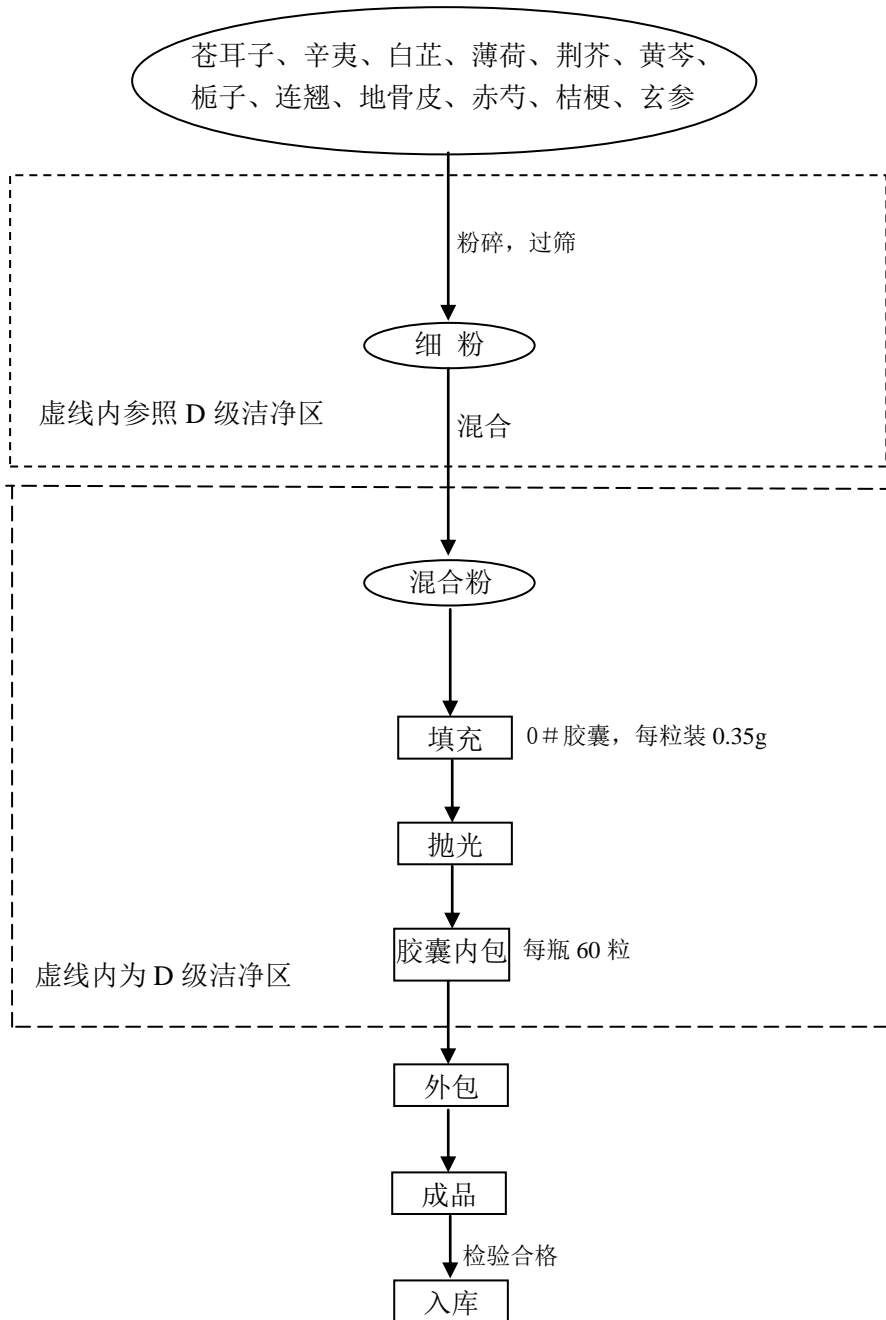 苍耳子、辛夷、白芷、薄荷、荆芥、黄芩、
栀子、连翘、地骨皮、赤芍、桔梗、玄参
粉碎，过筛
细 粉
虚线内参照 D 级洁净区
混合
混合粉
填充
0＃胶囊，每粒装 0.35g
抛光
胶囊内包
每瓶 60 粒
虚线内为 D 级洁净区
外包
成品
检验合格
入库